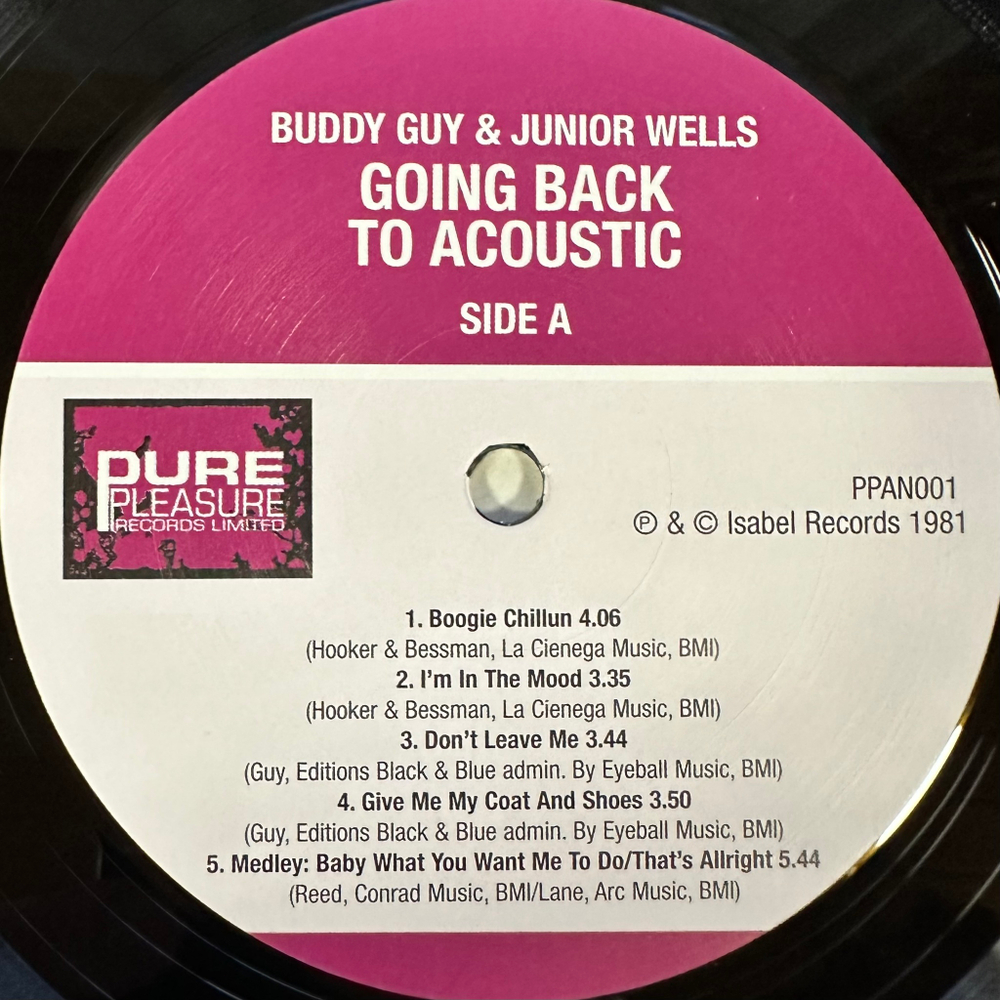 BUDDY GUY & JUNIOR WELLS
GOING BACK
TO ACOUSTIC
SIDE A
PURE
PLEASURE
RECORDS LIMITED
PPAN001
℗ & © Isabel Records 1981
1. Boogie Chillun 4.06
(Hooker & Bessman, La Cienega Music, BMI)
2. I'm In The Mood 3.35
(Hooker & Bessman, La Cienega Music, BMI)
3. Don't Leave Me 3.44
(Guy, Editions Black & Blue admin. By Eyeball Music, BMI)
4. Give Me My Coat And Shoes 3.50
(Guy, Editions Black & Blue admin. By Eyeball Music, BMI)
5. Medley: Baby What You Want Me To Do/That's Allright 5.44
(Reed, Conrad Music, BMI/Lane, Arc Music, BMI)